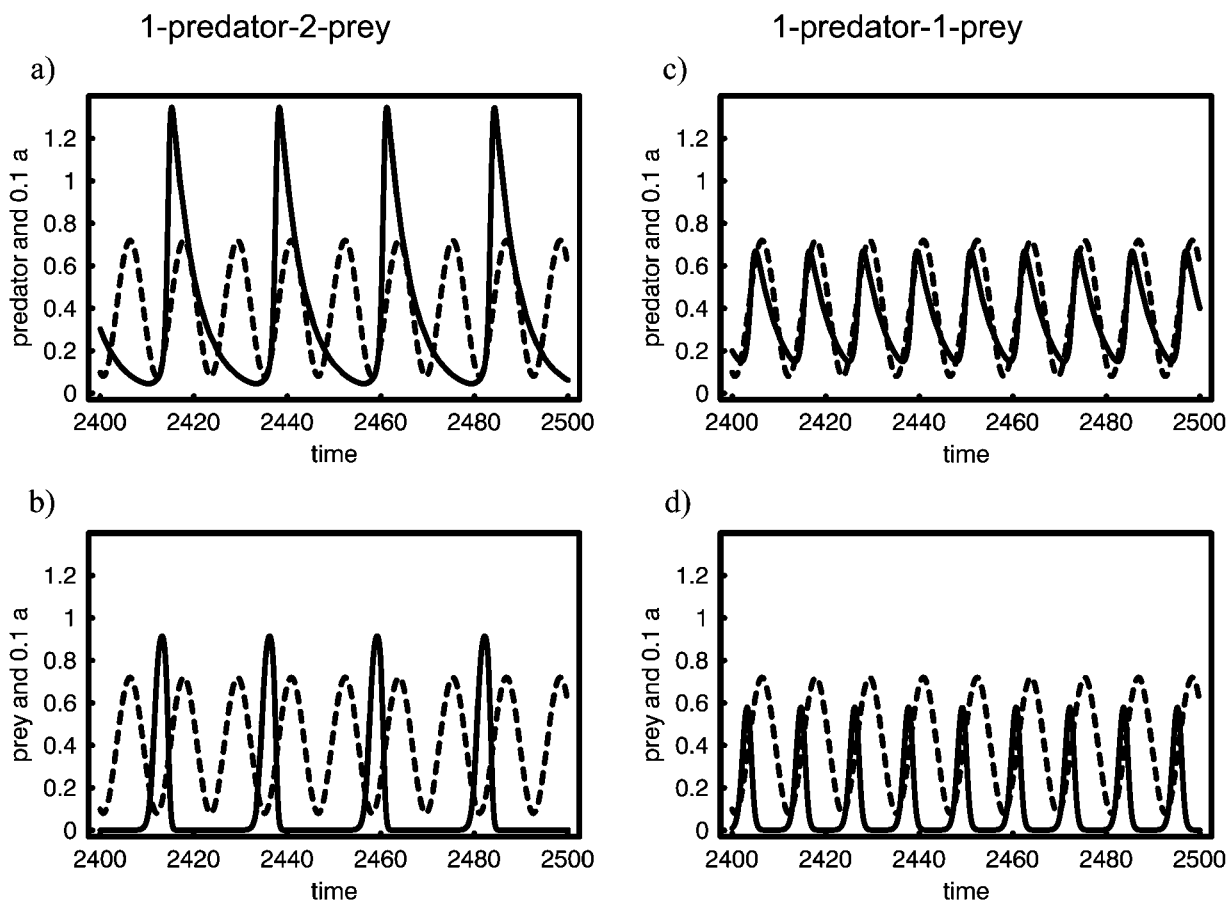 1-predator-2-prey
1-predator-1-prey
a)
predator and 0.1 a
1.2
1
0.8
0.6
0.4
0.2
0
2400 2420 2440 2460 2480 2500
time
c)
predator and 0.1 a
1.2
1
0.8
0.6
0.4
0.2
0
2400 2420 2440 2460 2480 2500
time
b)
prey and 0.1 a
1.2
1
0.8
0.6
0.4
0.2
0
2400 2420 2440 2460 2480 2500
time
d)
prey and 0.1 a
1.2
1
0.8
0.6
0.4
0.2
0
2400 2420 2440 2460 2480 2500
time